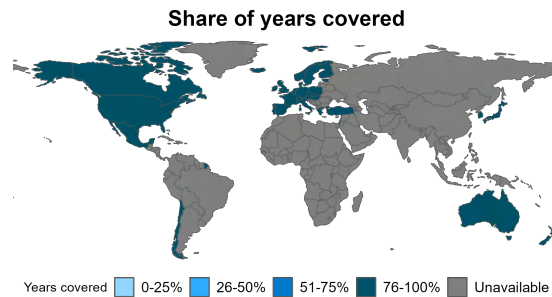 Share of years covered
Years covered 0-25% 26-50% 51-75% 76-100% Unavailable